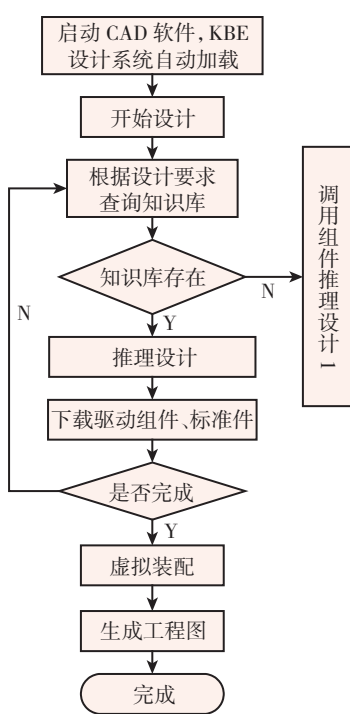 启动 CAD 软件，KBE
设计系统自动加载
开始设计
根据设计要求
查询知识库
知识库存在
N
调用组件推理设计 1
N
Y
推理设计
下载驱动组件、标准件
是否完成
Y
虚拟装配
生成工程图
完成